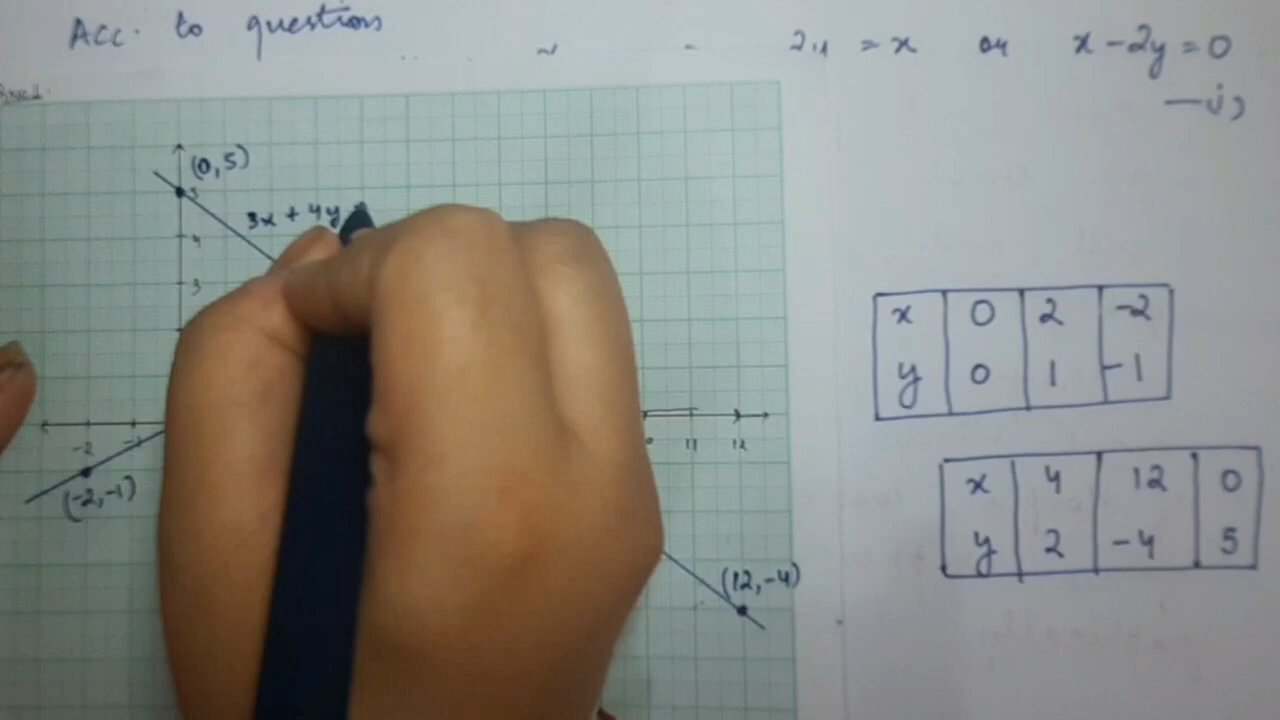 Acc. to questions
2y = x or x - 2y = 0
— i)
(0,5)
5
3x + 4y
4
3
x 0 2 -2
y 0 1 -1
-2 -1 11 12
(-2,-1)
x 4 12 0
y 2 -4 5
(12,-4)